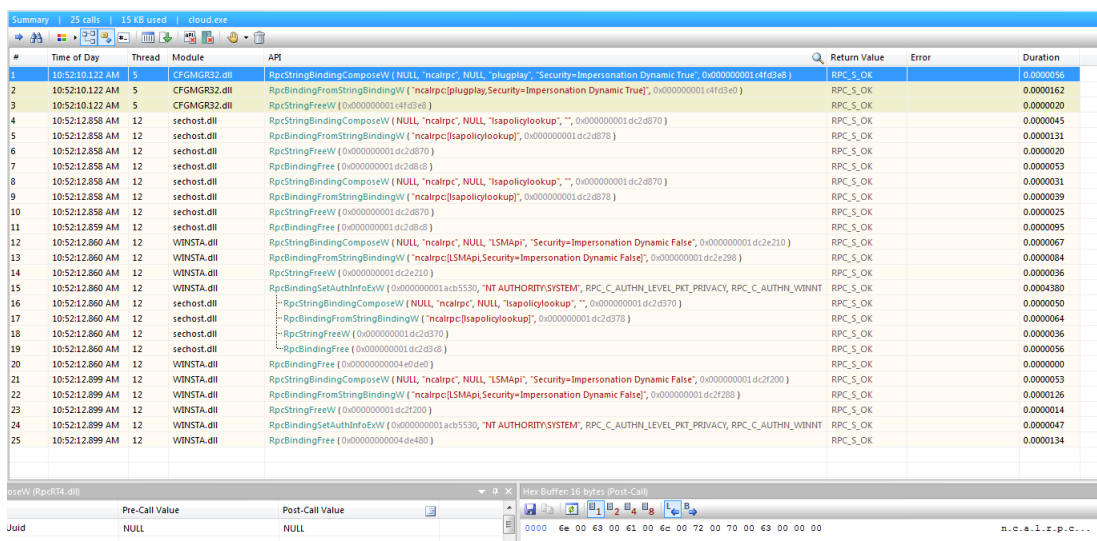 Summary | 25 calls | 15 KB used | cloud.exe
# Time of Day Thread Module API Return Value Error Duration
1 10:52:10.122 AM 5 CFGMGR32.dll RpcStringBindingComposeW ( NULL, "ncalrpc", NULL, "plugplay", "Security=Impersonation Dynamic True", 0x000000001c4fd3e8 ) RPC_S_OK 0.0000056
2 10:52:10.122 AM 5 CFGMGR32.dll RpcBindingFromStringBindingW ( "ncalrpc:[plugplay,Security=Impersonation Dynamic True]", 0x000000001c4fd3e0 ) RPC_S_OK 0.0000162
3 10:52:10.122 AM 5 CFGMGR32.dll RpcStringFreeW ( 0x000000001c4fd3e8 ) RPC_S_OK 0.0000020
4 10:52:12.858 AM 12 sechost.dll RpcStringBindingComposeW ( NULL, "ncalrpc", NULL, "lsapolicylookup", "", 0x000000001dc2d870 ) RPC_S_OK 0.0000045
5 10:52:12.858 AM 12 sechost.dll RpcBindingFromStringBindingW ( "ncalrpc:[lsapolicylookup]", 0x000000001dc2d878 ) RPC_S_OK 0.0000131
6 10:52:12.858 AM 12 sechost.dll RpcStringFreeW ( 0x000000001dc2d870 ) RPC_S_OK 0.0000020
7 10:52:12.858 AM 12 sechost.dll RpcBindingFree ( 0x000000001dc2d8c8 ) RPC_S_OK 0.0000053
8 10:52:12.858 AM 12 sechost.dll RpcStringBindingComposeW ( NULL, "ncalrpc", NULL, "lsapolicylookup", "", 0x000000001dc2d870 ) RPC_S_OK 0.0000031
9 10:52:12.858 AM 12 sechost.dll RpcBindingFromStringBindingW ( "ncalrpc:[lsapolicylookup]", 0x000000001dc2d878 ) RPC_S_OK 0.0000039
10 10:52:12.858 AM 12 sechost.dll RpcStringFreeW ( 0x000000001dc2d870 ) RPC_S_OK 0.0000025
11 10:52:12.859 AM 12 sechost.dll RpcBindingFree ( 0x000000001dc2d8c8 ) RPC_S_OK 0.0000095
12 10:52:12.860 AM 12 WINSTA.dll RpcStringBindingComposeW ( NULL, "ncalrpc", NULL, "LSMApi", "Security=Impersonation Dynamic False", 0x000000001dc2e210 ) RPC_S_OK 0.0000067
13 10:52:12.860 AM 12 WINSTA.dll RpcBindingFromStringBindingW ( "ncalrpc:[LSMApi,Security=Impersonation Dynamic False]", 0x000000001dc2e298 ) RPC_S_OK 0.0000084
14 10:52:12.860 AM 12 WINSTA.dll RpcStringFreeW ( 0x000000001dc2e210 ) RPC_S_OK 0.0000036
15 10:52:12.860 AM 12 WINSTA.dll RpcBindingSetAuthInfoExW ( 0x000000001acb5530, "NT AUTHORITY\SYSTEM", RPC_C_AUTHN_LEVEL_PKT_PRIVACY, RPC_C_AUTHN_WINNT RPC_S_OK 0.0004380
16 10:52:12.860 AM 12 sechost.dll RpcStringBindingComposeW ( NULL, "ncalrpc", NULL, "lsapolicylookup", "", 0x000000001dc2d370 ) RPC_S_OK 0.0000050
17 10:52:12.860 AM 12 sechost.dll RpcBindingFromStringBindingW ( "ncalrpc:[lsapolicylookup]", 0x000000001dc2d378 ) RPC_S_OK 0.0000064
18 10:52:12.860 AM 12 sechost.dll RpcStringFreeW ( 0x000000001dc2d370 ) RPC_S_OK 0.0000036
19 10:52:12.860 AM 12 sechost.dll RpcBindingFree ( 0x000000001dc2d3c8 ) RPC_S_OK 0.0000056
20 10:52:12.860 AM 12 WINSTA.dll RpcBindingFree ( 0x00000000004e0de0 ) RPC_S_OK 0.0000000
21 10:52:12.899 AM 12 WINSTA.dll RpcStringBindingComposeW ( NULL, "ncalrpc", NULL, "LSMApi", "Security=Impersonation Dynamic False", 0x000000001dc2f200 ) RPC_S_OK 0.0000053
22 10:52:12.899 AM 12 WINSTA.dll RpcBindingFromStringBindingW ( "ncalrpc:[LSMApi,Security=Impersonation Dynamic False]", 0x000000001dc2f288 ) RPC_S_OK 0.0000126
23 10:52:12.899 AM 12 WINSTA.dll RpcStringFreeW ( 0x000000001dc2f200 ) RPC_S_OK 0.0000014
24 10:52:12.899 AM 12 WINSTA.dll RpcBindingSetAuthInfoExW ( 0x000000001acb5530, "NT AUTHORITY\SYSTEM", RPC_C_AUTHN_LEVEL_PKT_PRIVACY, RPC_C_AUTHN_WINNT RPC_S_OK 0.0000047
25 10:52:12.899 AM 12 WINSTA.dll RpcBindingFree ( 0x00000000004de480 ) RPC_S_OK 0.0000134
oseW (RpcRT4.dll) Hex Buffer: 16 bytes (Post-Call)
Pre-Call Value Post-Call Value 1 2 4 8 L B
Uuid NULL NULL 0000 6e 00 63 00 61 00 6c 00 72 00 70 00 63 00 00 00 n.c.a.l.r.p.c...